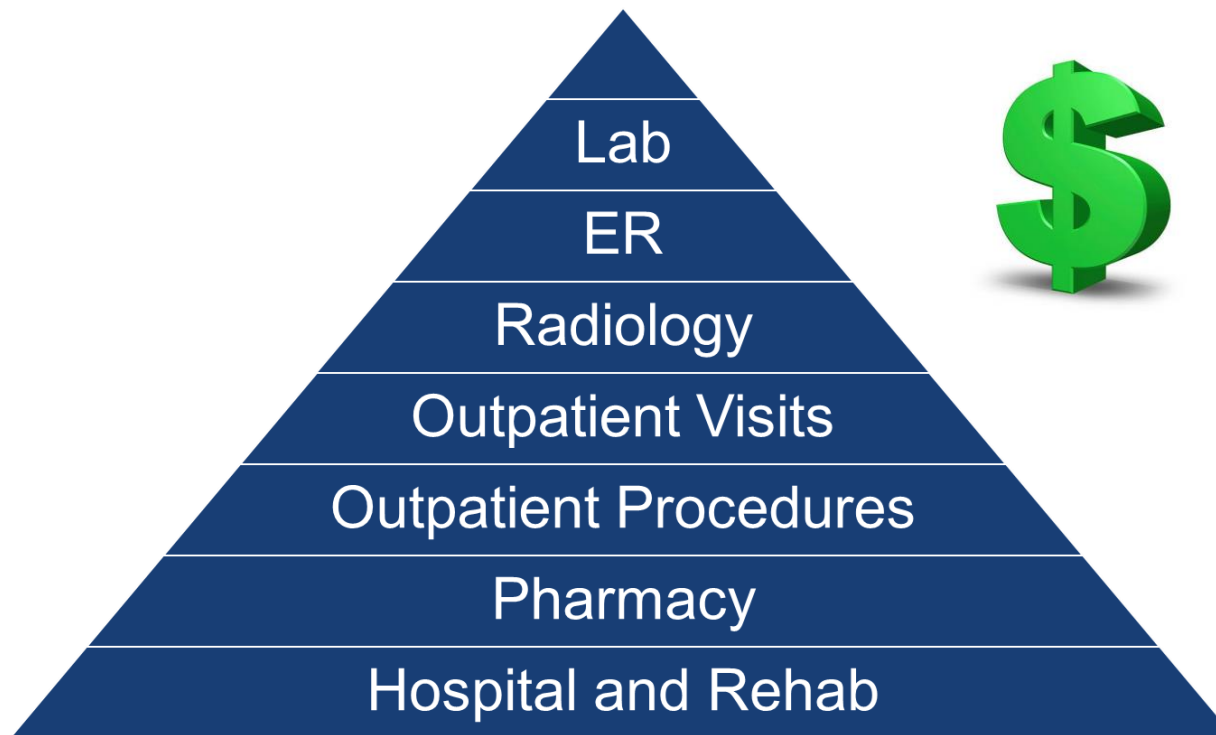 Lab
ER
Radiology
Outpatient Visits
Outpatient Procedures
Pharmacy
Hospital and Rehab
$